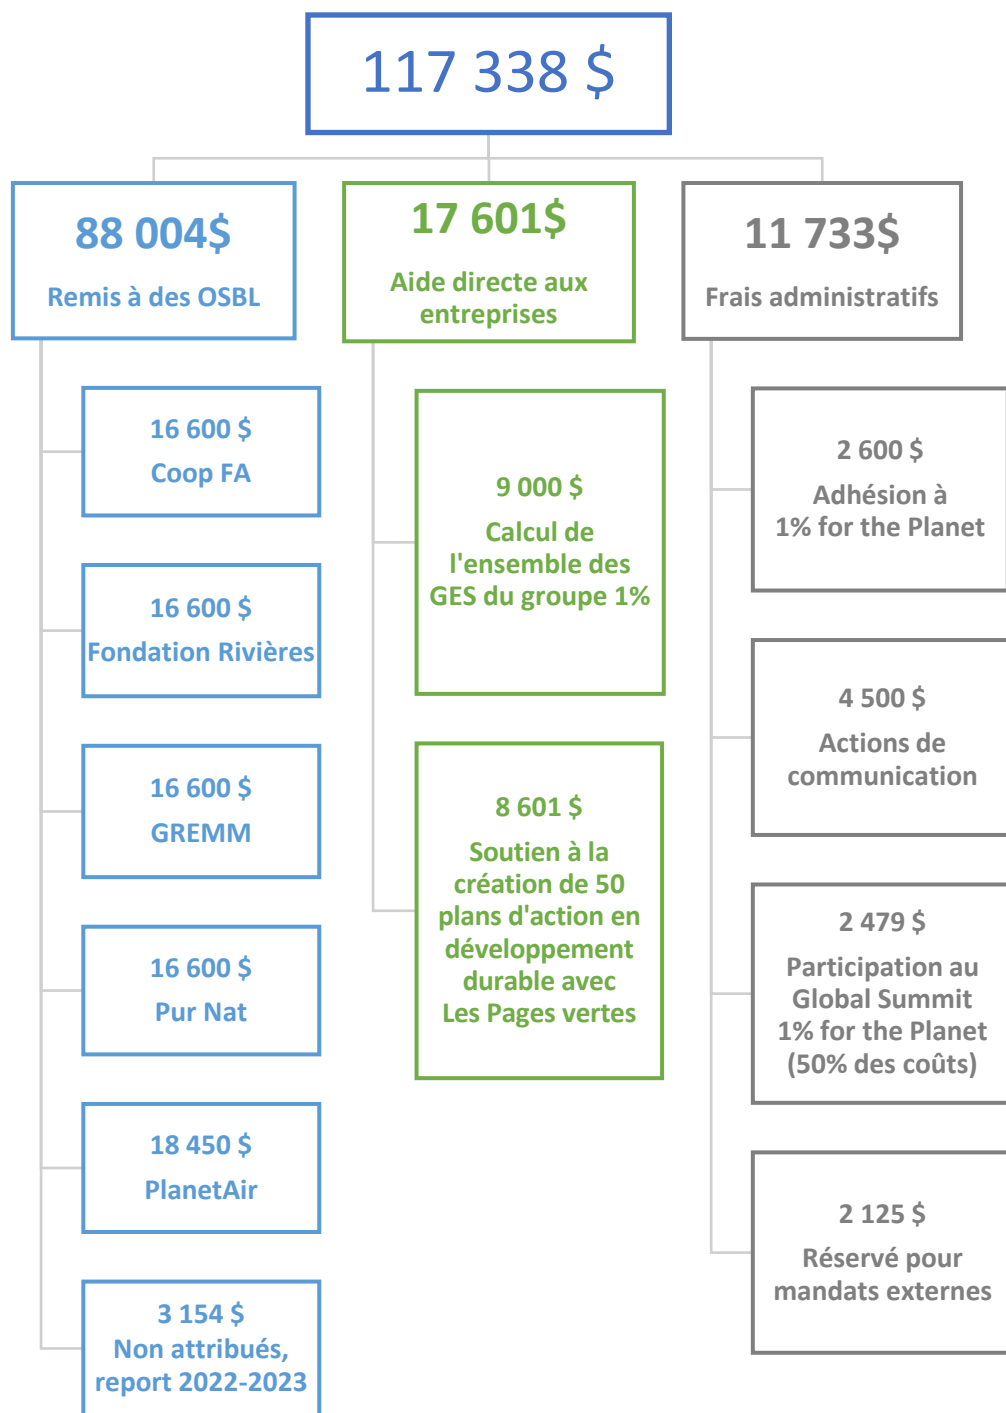 117 338 $
88 004$
Remis à des OSBL
16 600 $
Coop FA
16 600 $
Fondation Rivières
16 600 $
GREMM
16 600 $
Pur Nat
18 450 $
PlanetAir
3 154 $
Non attribués,
report 2022-2023
17 601$
Aide directe aux
entreprises
9 000 $
Calcul de
l'ensemble des
GES du groupe 1%
8 601 $
Soutien à la
création de 50
plans d'action en
développement
durable avec
Les Pages vertes
11 733$
Frais administratifs
2 600 $
Adhésion à
1% for the Planet
4 500 $
Actions de
communication
2 479 $
Participation au
Global Summit
1% for the Planet
(50% des coûts)
2 125 $
Réservé pour
mandats externes